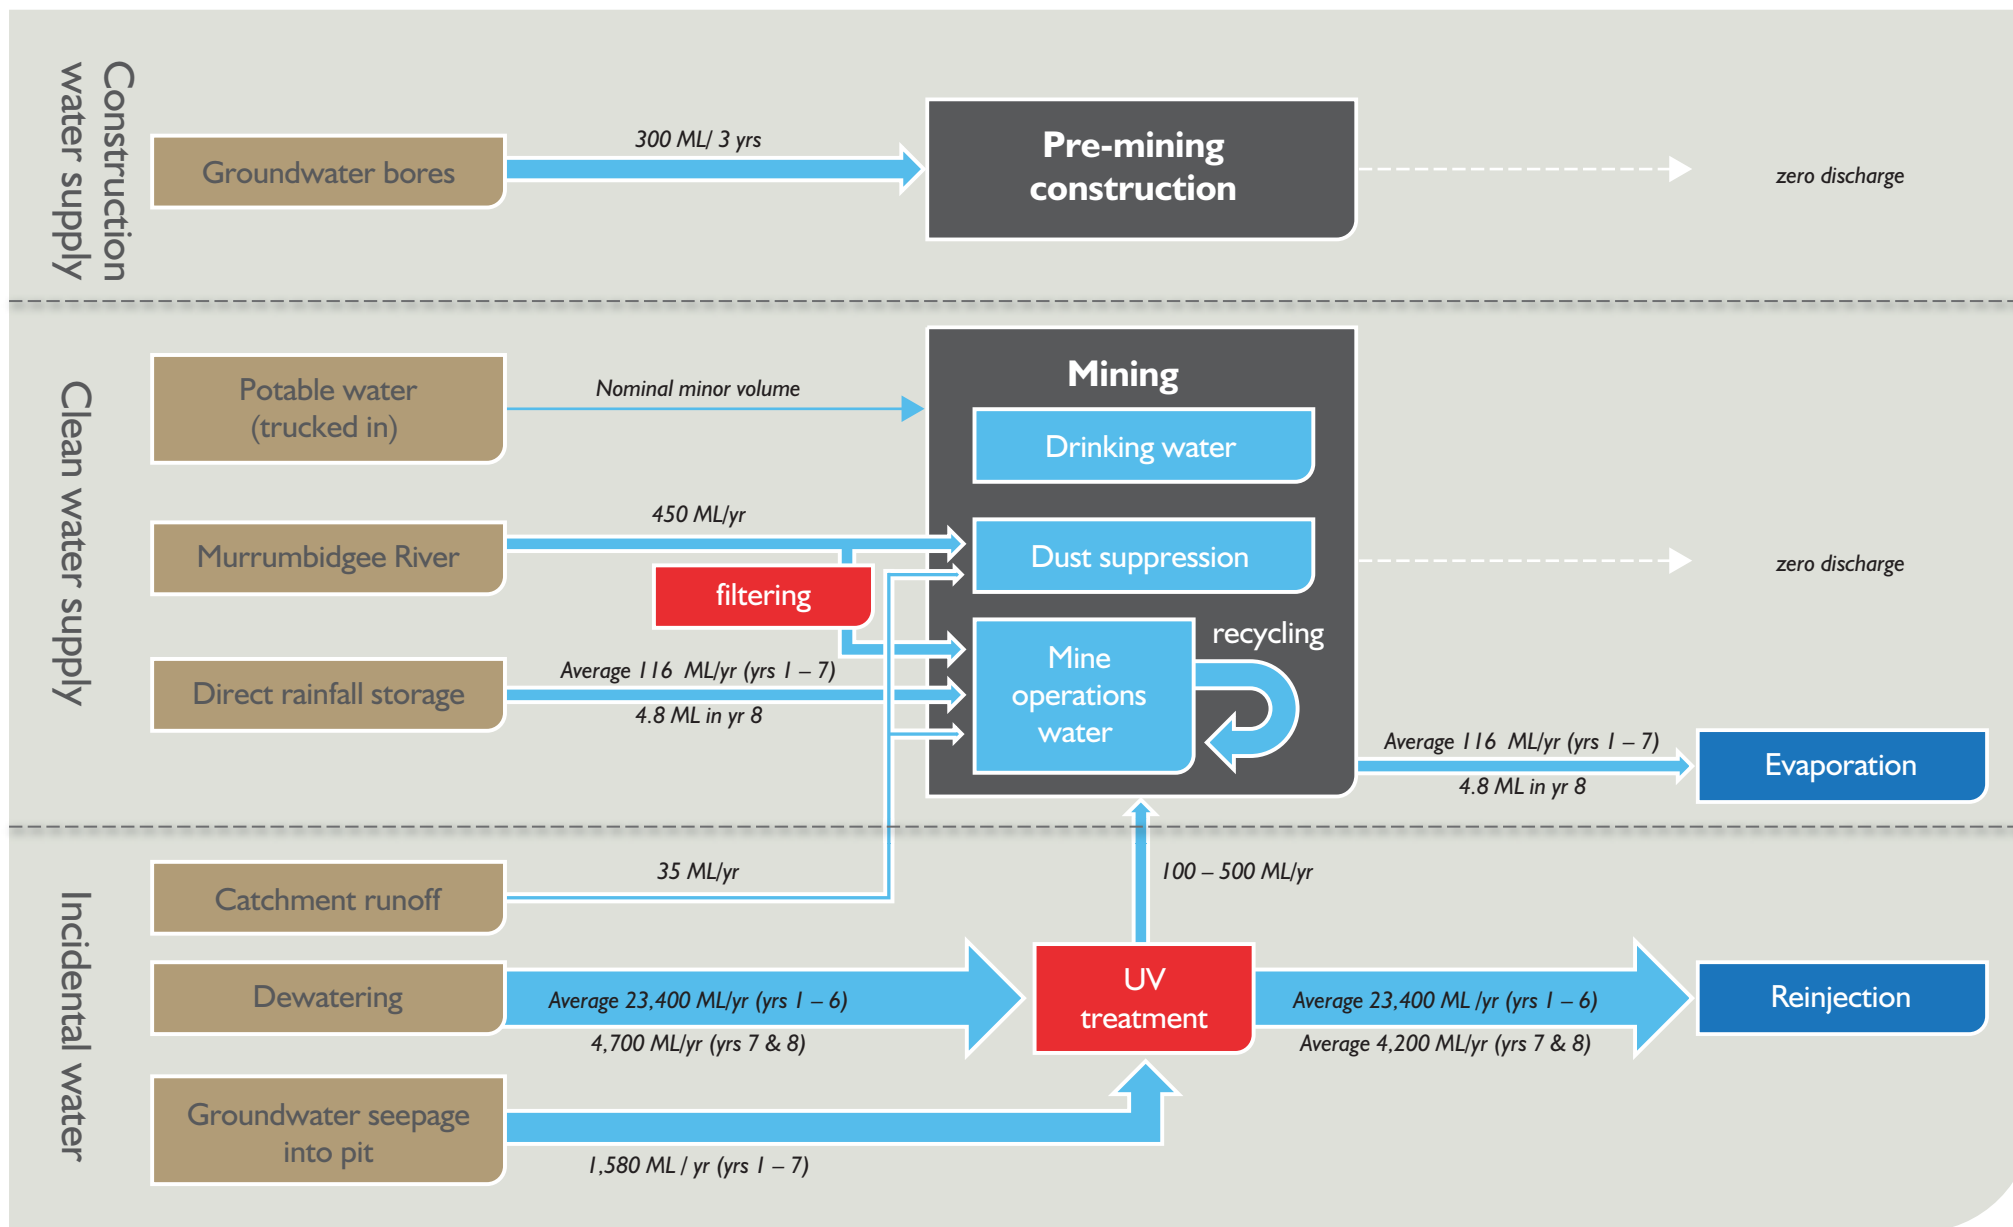 Construction
water supply
Groundwater bores
300 ML/ 3 yrs
Pre-mining
construction
zero discharge
Clean water supply
Potable water
(trucked in)
Nominal minor volume
Mining
Drinking water
Murrumbidgee River
450 ML/yr
Dust suppression
zero discharge
filtering
Direct rainfall storage
Average 116 ML/yr (yrs 1 – 7)
4.8 ML in yr 8
Mine
operations
water
recycling
Average 116 ML/yr (yrs 1 – 7)
4.8 ML in yr 8
Evaporation
Incidental water
Catchment runoff
35 ML/yr
100 – 500 ML/yr
Dewatering
Average 23,400 ML/yr (yrs 1 – 6)
4,700 ML/yr (yrs 7 & 8)
UV
treatment
Average 23,400 ML /yr (yrs 1 – 6)
Average 4,200 ML/yr (yrs 7 & 8)
Reinjection
Groundwater seepage
into pit
1,580 ML / yr (yrs 1 – 7)